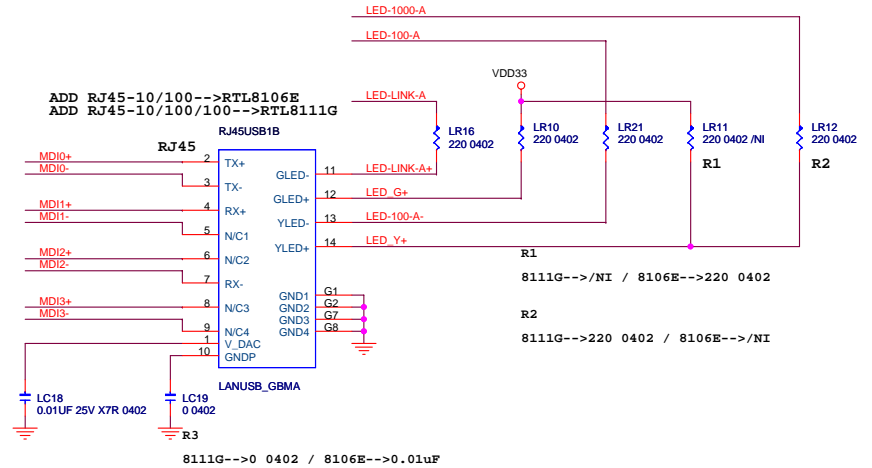 LED-1000-A
LED-100-A
VDD33
ADD RJ45-10/100-->RTL8106E
ADD RJ45-10/100/100-->RTL8111G
LED-LINK-A
RJ45USB1B
RJ45
LR16
220 0402
LR10
220 0402
LR21
220 0402
LR11
220 0402 /NI
LR12
220 0402
R1
R2
MDI0+
2
TX+
MDI0-
3
TX-
GLED-
11
LED-LINK-A+
GLED+
12
LED_G+
MDI1+
4
RX+
MDI1-
5
N/C1
YLED-
13
LED-100-A-
YLED+
14
LED_Y+
MDI2+
6
N/C2
MDI2-
7
RX-
R1
8111G-->/NI / 8106E-->220 0402
MDI3+
8
N/C3
MDI3-
9
N/C4
GND1
G1
GND2
G2
GND3
G7
GND4
G8
R2
8111G-->220 0402 / 8106E-->/NI
1
V_DAC
10
GNDP
LANUSB_GBMA
LC18
0.01UF 25V X7R 0402
LC19
0 0402
R3
8111G-->0 0402 / 8106E-->0.01uF